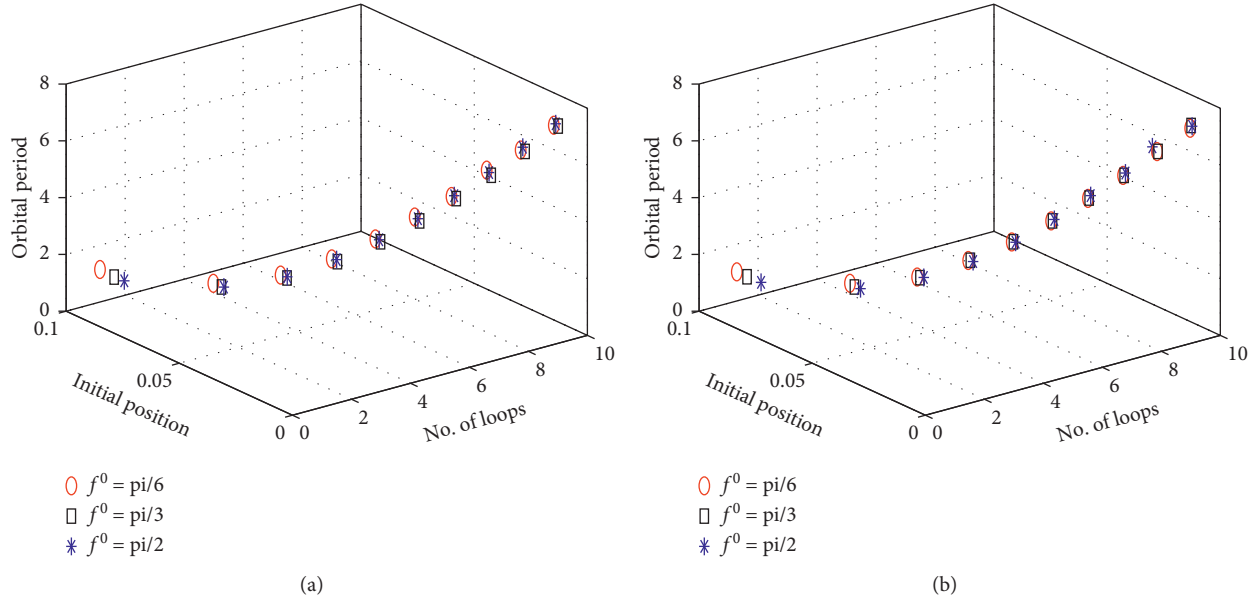 8
6
4
2
0
Orbital period
0.1
0.05
0
Initial position
0
2
4
6
8
10
No. of loops
f⁰ = pi/6
f⁰ = pi/3
f⁰ = pi/2
(a)
8
6
4
2
0
Orbital period
0.1
0.05
0
Initial position
0
2
4
6
8
10
No. of loops
f⁰ = pi/6
f⁰ = pi/3
f⁰ = pi/2
(b)